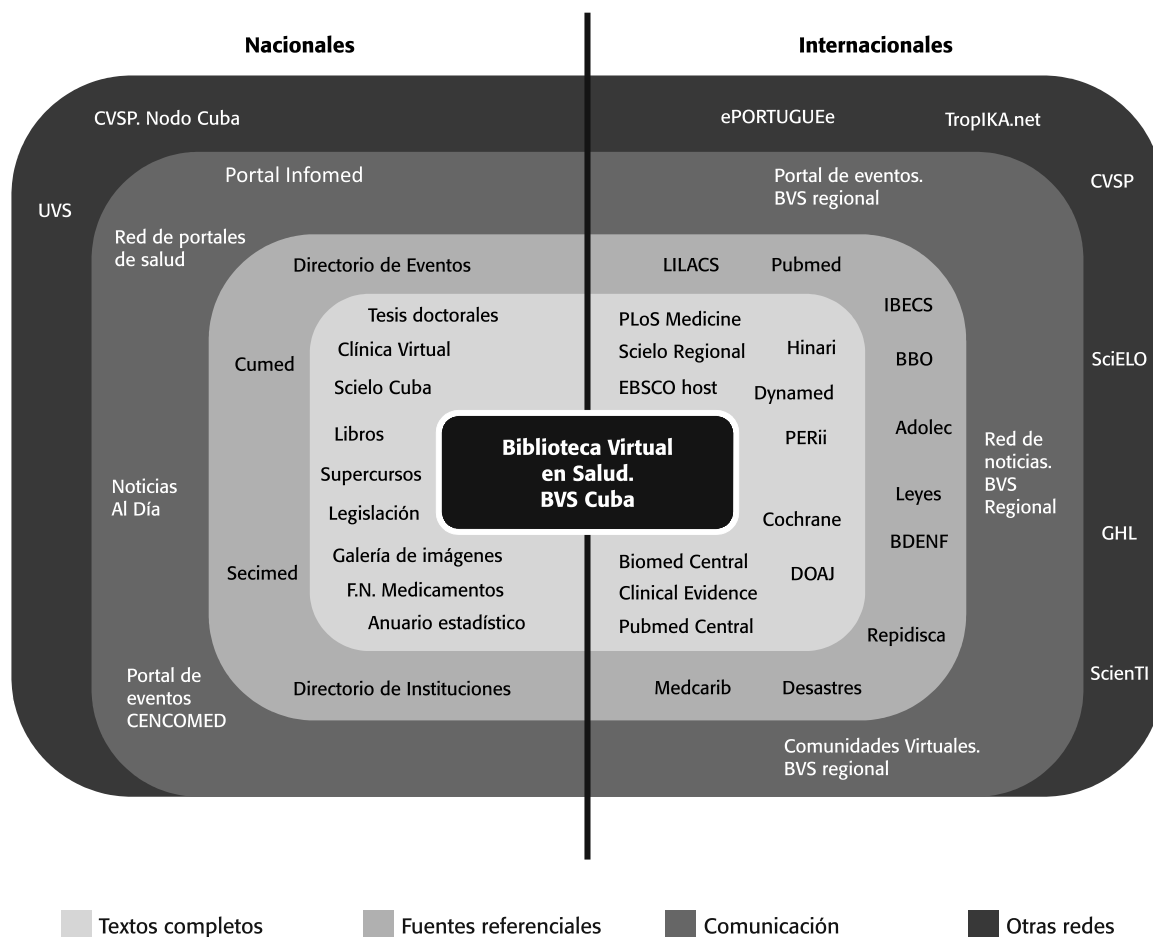 Nacionales
Internacionales
CVSP. Nodo Cuba
ePORTUGUEe
TropIKA.net
Portal Infomed
Portal de eventos.
BVS regional
CVSP
UVS
Red de portales
de salud
Directorio de Eventos
LILACS
Pubmed
IBECS
Tesis doctorales
PLoS Medicine
Clínica Virtual
Scielo Regional
Hinari
Cumed
BBO
SciELO
Scielo Cuba
EBSCO host
Dynamed
Libros
PERii
Adolec
Biblioteca Virtual
en Salud.
BVS Cuba
Red de
noticias.
BVS
Regional
Supercursos
Noticias
Al Día
Leyes
Legislación
Cochrane
GHL
BDENF
Galería de imágenes
Biomed Central
Secimed
DOAJ
F.N. Medicamentos
Clinical Evidence
Anuario estadístico
Pubmed Central
Repidisca
ScienTI
Portal de
eventos
CENCOMED
Directorio de Instituciones
Medcarib
Desastres
Comunidades Virtuales.
BVS regional
Textos completos
Fuentes referenciales
Comunicación
Otras redes